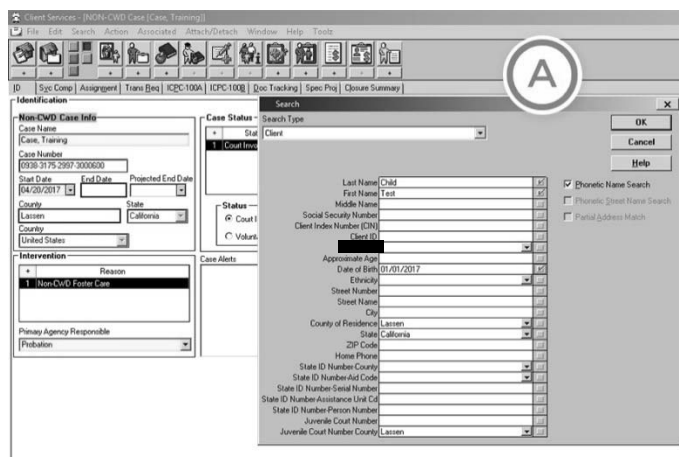 Client Services - [NON-CWD Case [Case, Training]]
File Edit Search Action Associated Attach/Detach Window Help Tools
ID Svc Comp Assignment Trans Req ICPC-100A ICPC-100B Doc Tracking Spec Proj Closure Summary
Identification
Non-CWD Case Info
Case Name
Case, Training
Case Number
0938-3175-2997-3000600
Start Date End Date Projected End Date
04/20/2017
County State
Lassen California
Country
United States
Intervention
+ Reason
1 Non-CWD Foster Care
Primary Agency Responsible
Probation
Case Status
+ Stat
1 Court Invo
Status
Court I
Volunt
Case Alerts
A
Search
Search Type
Client
OK
Cancel
Help
Last Name Child
First Name Test
Middle Name
Social Security Number
Client Index Number (CIN)
Client ID
Approximate Age
Date of Birth 01/01/2017
Ethnicity
Street Number
Street Name
City
County of Residence Lassen
State California
ZIP Code
Home Phone
State ID Number-County
State ID Number-Aid Code
State ID Number-Serial Number
State ID Number-Assistance Unit Cd
State ID Number-Person Number
Juvenile Court Number
Juvenile Court Number County Lassen
Phonetic Name Search
Phonetic Street Name Search
Partial Address Match